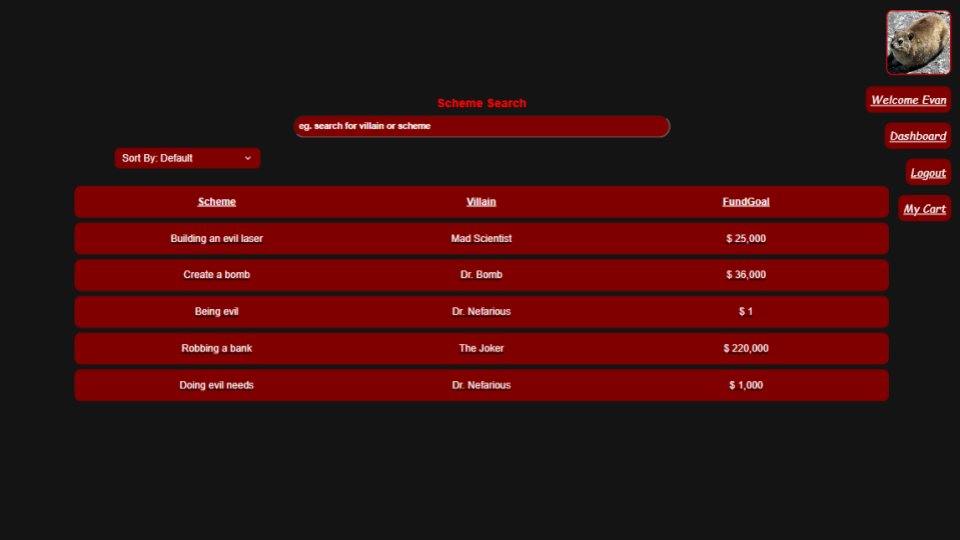 Scheme Search
eg. search for villain or scheme
Sort By: Default
Welcome Evan
Dashboard
Logout
My Cart
Scheme Villain FundGoal
Building an evil laser Mad Scientist $ 25,000
Create a bomb Dr. Bomb $ 36,000
Being evil Dr. Nefarious $ 1
Robbing a bank The Joker $ 220,000
Doing evil needs Dr. Nefarious $ 1,000